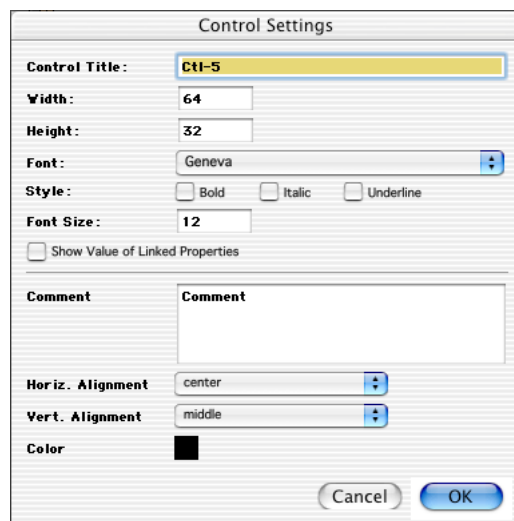 Control Settings
Control Title: Ctl-5
Width: 64
Height: 32
Font: Geneva
Style: Bold Italic Underline
Font Size: 12
Show Value of Linked Properties
Comment Comment
Horiz. Alignment center
Vert. Alignment middle
Color
Cancel OK